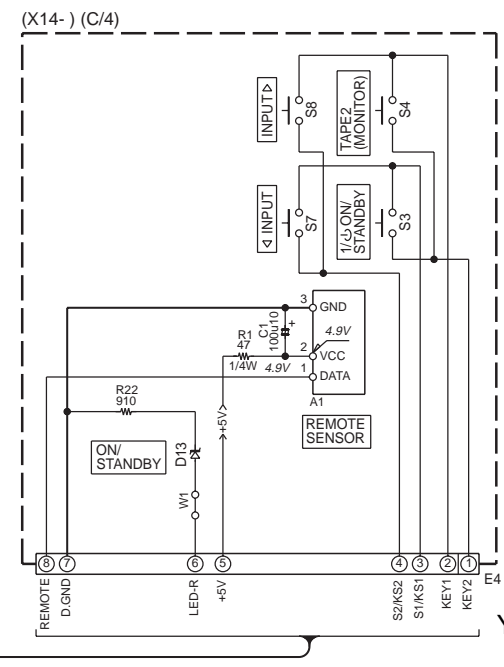 (X14- ) (C/4)
INPUT▷
S8
TAPE2
(MONITOR)
S4
◁ INPUT
S7
1/⏻ ON/
STANDBY
S3
3
GND
C1
100u10
+
4.9V
R1
47
1/4W
2
VCC
4.9V
1
DATA
A1
REMOTE
SENSOR
R22
910
ON/
STANDBY
D13
+5V
W1
8
7
6
5
4
3
2
1
E4
REMOTE
D.GND
LED-R
+5V
S2/KS2
S1/KS1
KEY1
KEY2